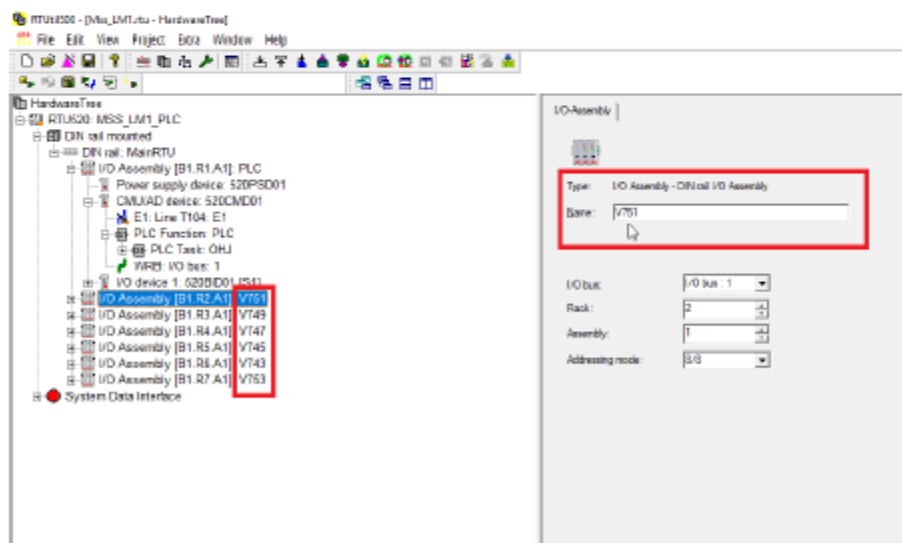 RTUtil500 - [Mss_LM1.rtu - HardwareTree]
File Edit View Project Extra Window Help
HardwareTree
RTU520: MSS_LM1_PLC
DIN rail mounted
DIN rail: MainRTU
I/O Assembly [B1.R1.A1]: PLC
Power supply device: 520PSD01
CMU/AD device: 520CMD01
E1: Line T104: E1
PLC Function: PLC
PLC Task: OHJ
WRB: I/O bus: 1
I/O device 1: 520BID01 [S1]
I/O Assembly [B1.R2.A1] V751
I/O Assembly [B1.R3.A1] V749
I/O Assembly [B1.R4.A1] V747
I/O Assembly [B1.R5.A1] V745
I/O Assembly [B1.R6.A1] V743
I/O Assembly [B1.R7.A1] V753
System Data Interface
I/O-Assembly
Type: I/O Assembly - DIN rail I/O Assembly
Name: V751
I/O bus: I/O bus : 1
Rack: 2
Assembly: 1
Addressing mode: 8/8